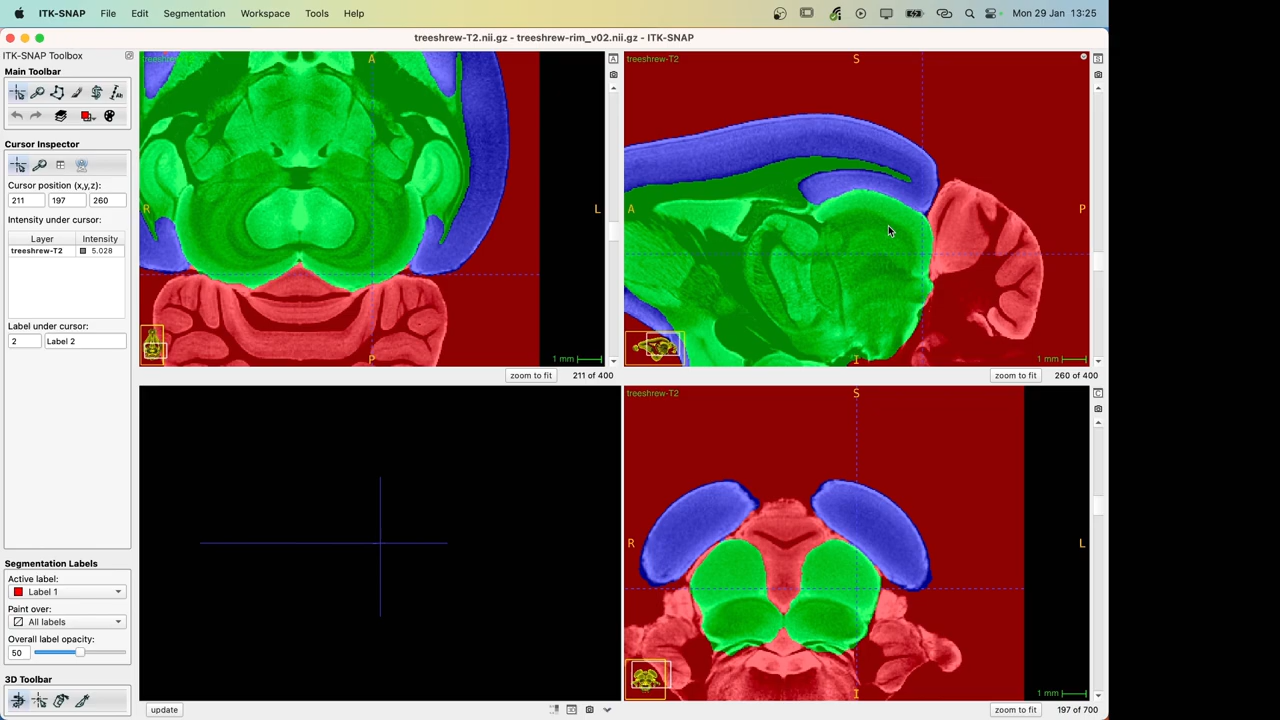 ITK-SNAP File Edit Segmentation Workspace Tools Help Mon 29 Jan 13:25
treeshrew-T2.nii.gz - treeshrew-rim_v02.nii.gz - ITK-SNAP
ITK-SNAP Toolbox
Main Toolbar
Cursor Inspector
Cursor position (x,y,z):
211 197 260
Intensity under cursor:
Layer Intensity
treeshrew-T2 5.028
Label under cursor:
2 Label 2
Segmentation Labels
Active label:
Label 1
Paint over:
All labels
Overall label opacity:
50
3D Toolbar
A
R
L
P
1 mm
zoom to fit 211 of 400
A
treeshrew-T2
S
A
P
I
1 mm
zoom to fit 260 of 400
S
update
treeshrew-T2
S
R
L
I
1 mm
zoom to fit 197 of 700
C